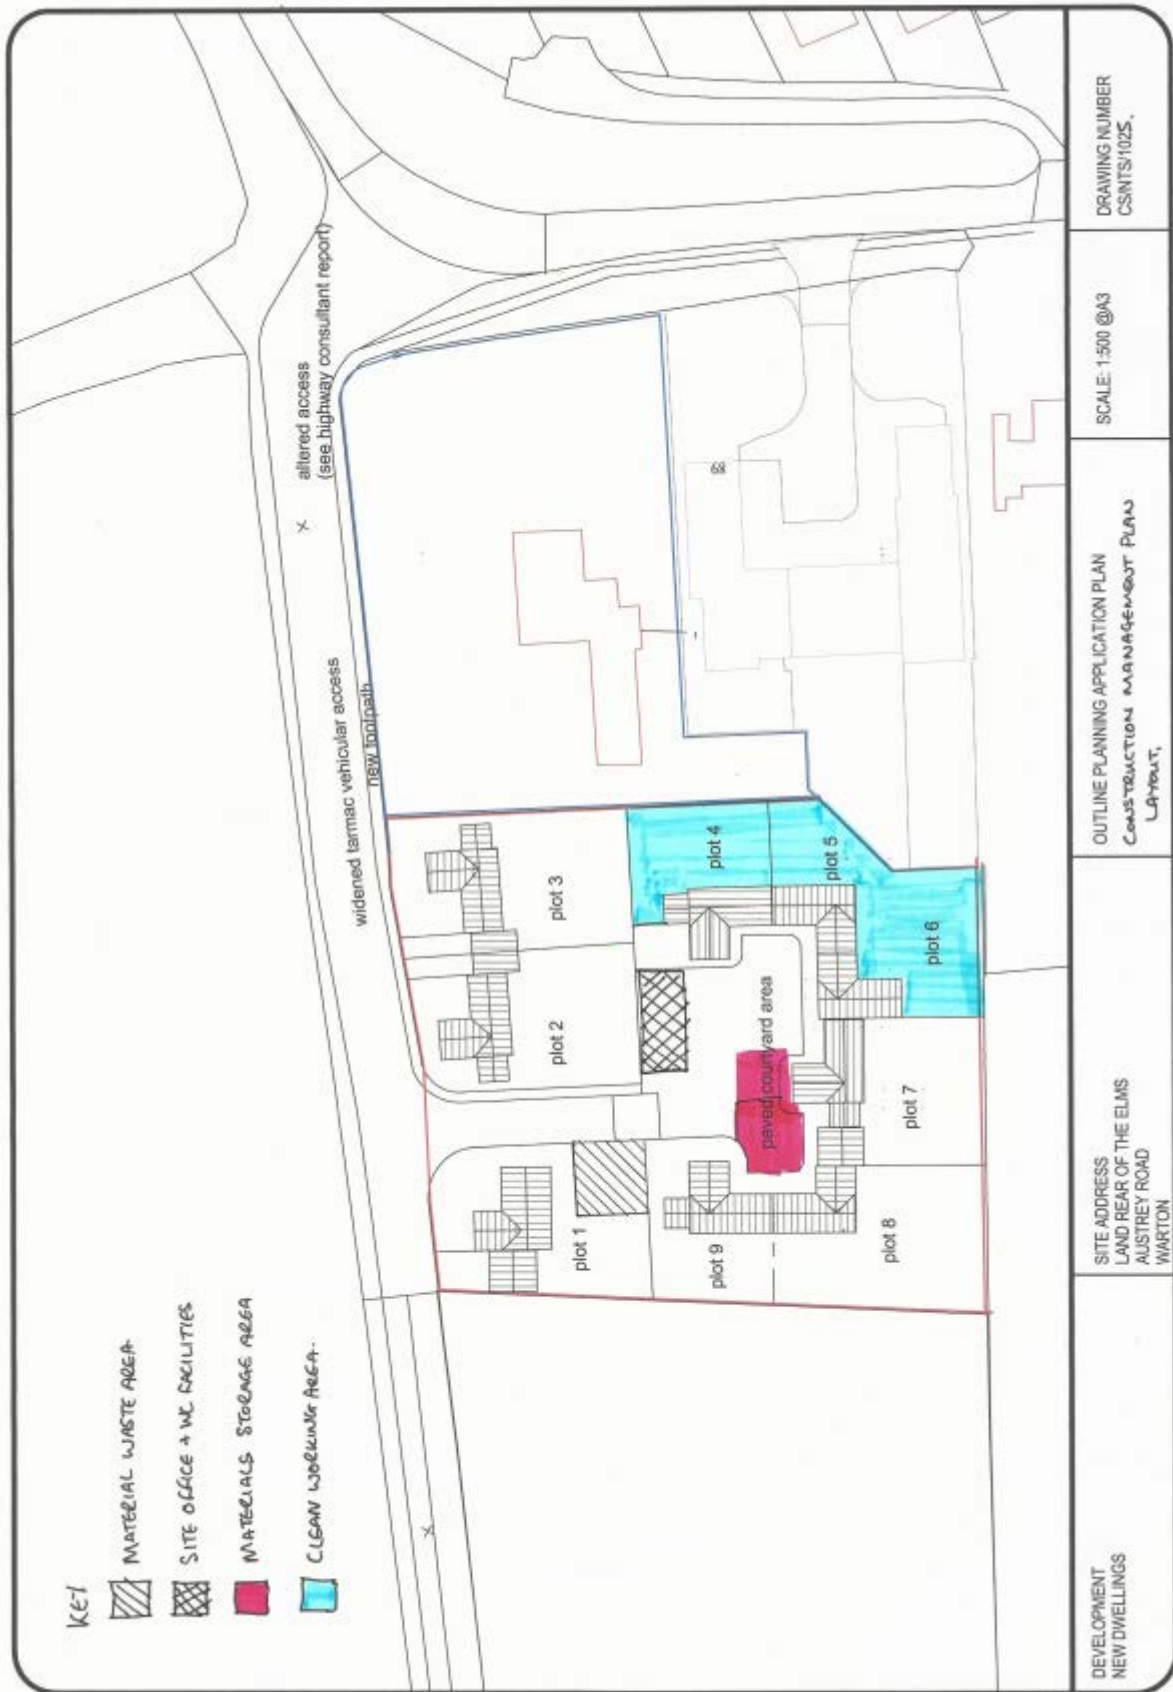 KEY
MATERIAL WASTE AREA
SITE OFFICE + WC FACILITIES
MATERIALS STORAGE AREA
CLEAN WORKING AREA.
altered access
(see highway consultant report)
widened tarmac vehicular access
new footpath
plot 1
plot 2
plot 3
plot 4
plot 5
plot 6
plot 7
plot 8
plot 9
paved courtyard area
68
DEVELOPMENT
NEW DWELLINGS
SITE ADDRESS
LAND REAR OF THE ELMS
AUSTREY ROAD
WARTON
OUTLINE PLANNING APPLICATION PLAN
CONSTRUCTION MANAGEMENT PLAN
LAYOUT,
SCALE: 1:500 @A3
DRAWING NUMBER
CS/NTS/102S.